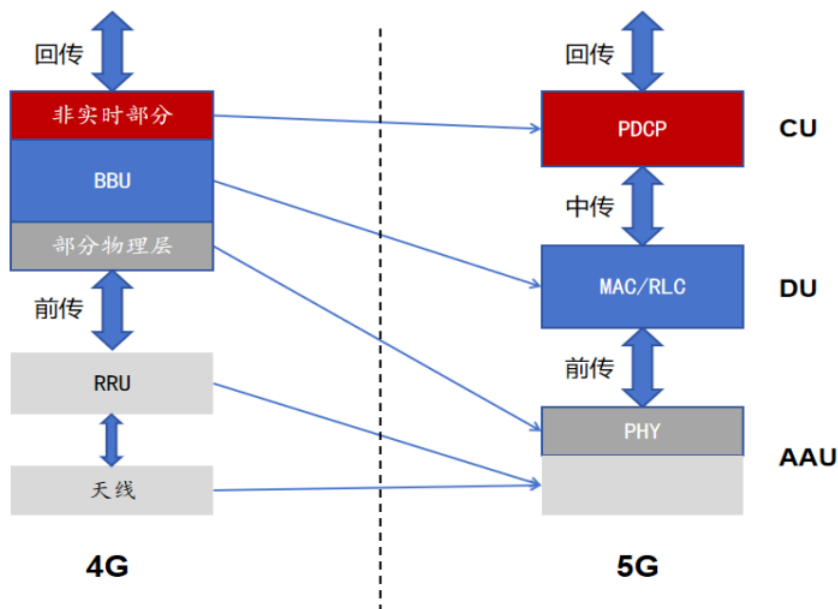 回传
非实时部分
BBU
部分物理层
前传
RRU
天线
4G
回传
PDCP
CU
中传
MAC/RLC
DU
前传
PHY
AAU
5G